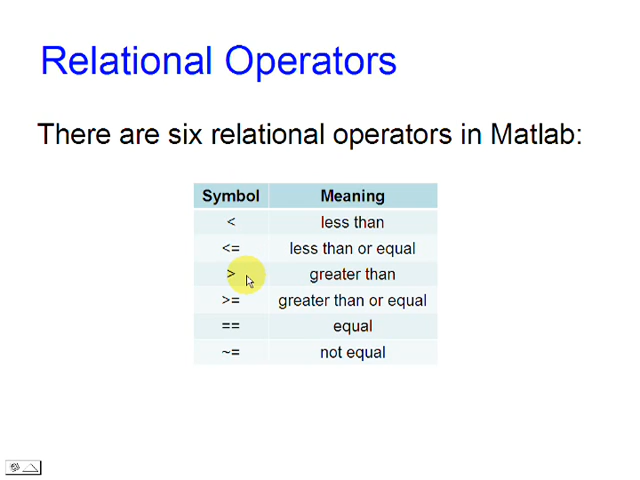 Relational Operators
There are six relational operators in Matlab:
Symbol Meaning
< less than
<= less than or equal
> greater than
>= greater than or equal
== equal
~= not equal